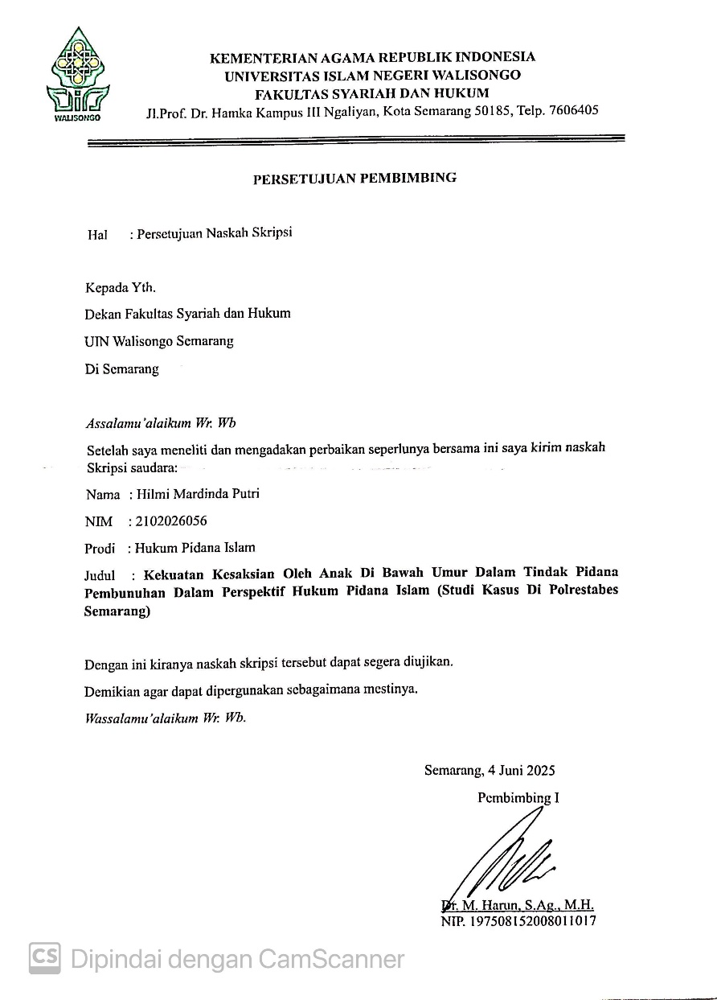 KEMENTERIAN AGAMA REPUBLIK INDONESIA
UNIVERSITAS ISLAM NEGERI WALISONGO
FAKULTAS SYARIAH DAN HUKUM
Jl.Prof. Dr. Hamka Kampus III Ngaliyan, Kota Semarang 50185, Telp. 7606405
WALISONGO
PERSETUJUAN PEMBIMBING
Hal : Persetujuan Naskah Skripsi
Kepada Yth.
Dekan Fakultas Syariah dan Hukum
UIN Walisongo Semarang
Di Semarang
Assalamu'alaikum Wr. Wb
Setelah saya meneliti dan mengadakan perbaikan seperlunya bersama ini saya kirim naskah
Skripsi saudara:
Nama : Hilmi Mardinda Putri
NIM : 2102026056
Prodi : Hukum Pidana Islam
Judul : Kekuatan Kesaksian Oleh Anak Di Bawah Umur Dalam Tindak Pidana
Pembunuhan Dalam Perspektif Hukum Pidana Islam (Studi Kasus Di Polrestabes
Semarang)
Dengan ini kiranya naskah skripsi tersebut dapat segera diujikan.
Demikian agar dapat dipergunakan sebagaimana mestinya.
Wassalamu'alaikum Wr. Wb.
Semarang, 4 Juni 2025
Pembimbing I
Dr. M. Harun, S.Ag., M.H.
NIP. 197508152008011017
CS Dipindai dengan CamScanner